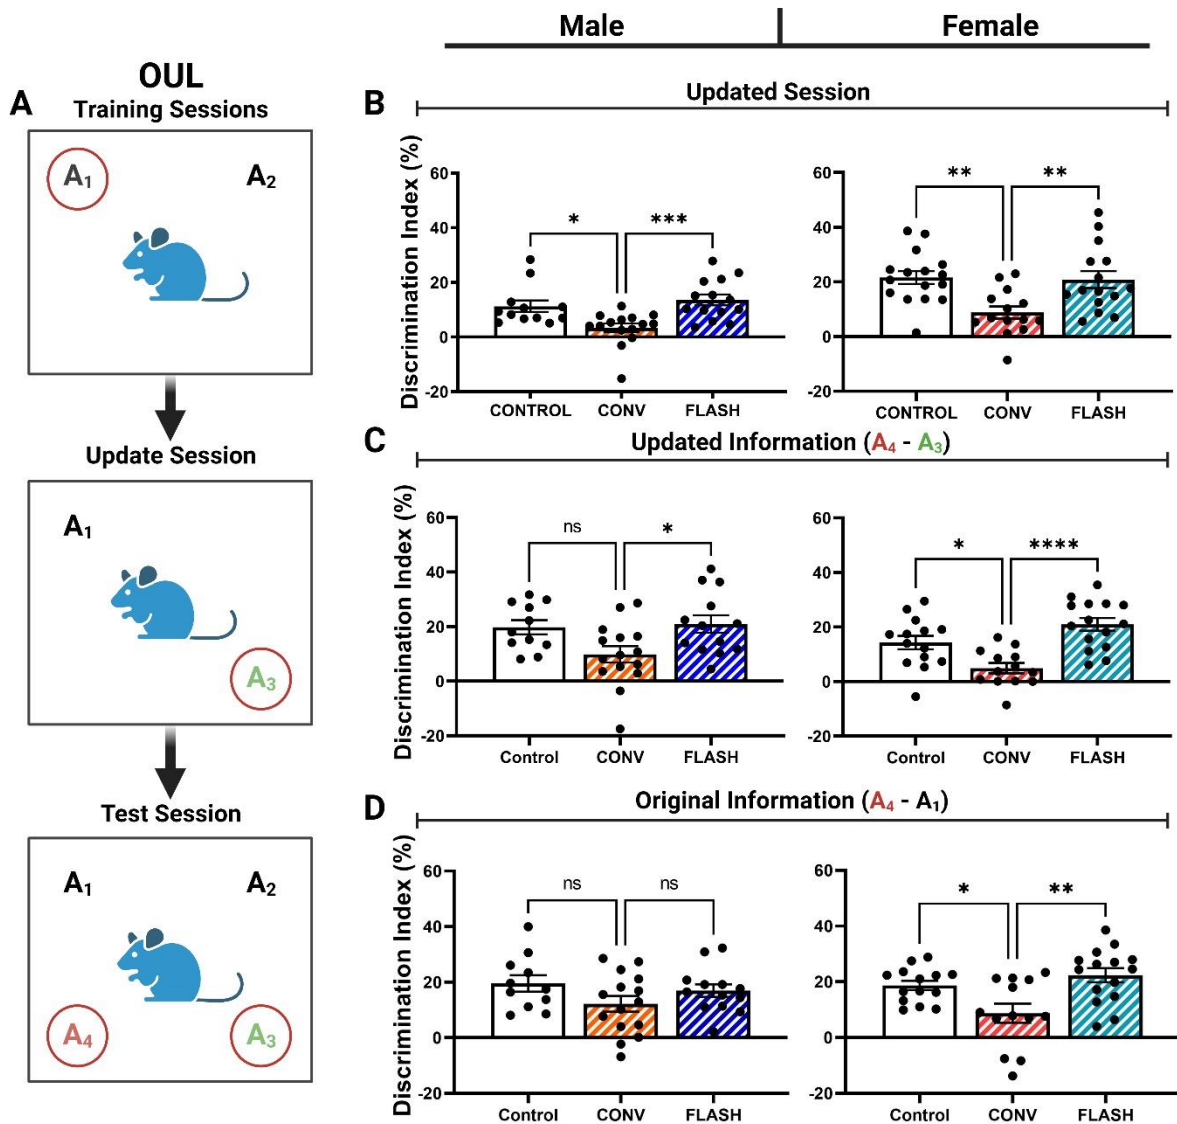 Male
Female
A
OUL
Training Sessions
A₁
A₂
Update Session
A₁
A₃
Test Session
A₁
A₂
A₄
A₃
B
Updated Session
Discrimination Index (%)
60
40
20
0
-20
*
***
CONTROL
CONV
FLASH
60
40
20
0
-20
**
**
CONTROL
CONV
FLASH
C
Updated Information (A₄ - A₃)
Discrimination Index (%)
60
40
20
0
-20
ns
*
Control
CONV
FLASH
60
40
20
0
-20
*
****
Control
CONV
FLASH
D
Original Information (A₄ - A₁)
Discrimination Index (%)
60
40
20
0
-20
ns
ns
Control
CONV
FLASH
60
40
20
0
-20
*
**
Control
CONV
FLASH